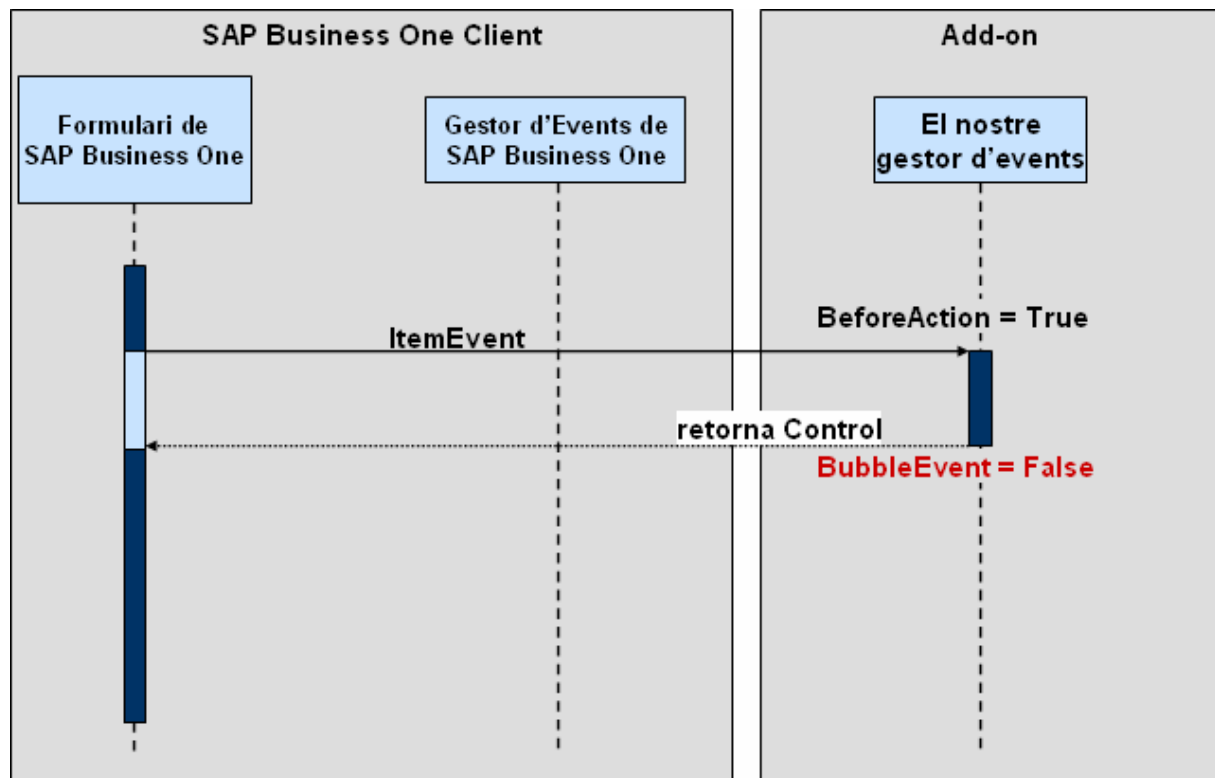 SAP Business One Client
Add-on
Formulari de
SAP Business One
Gestor d'Events de
SAP Business One
El nostre
gestor d'events
BeforeAction = True
ItemEvent
retorna Control
BubbleEvent = False